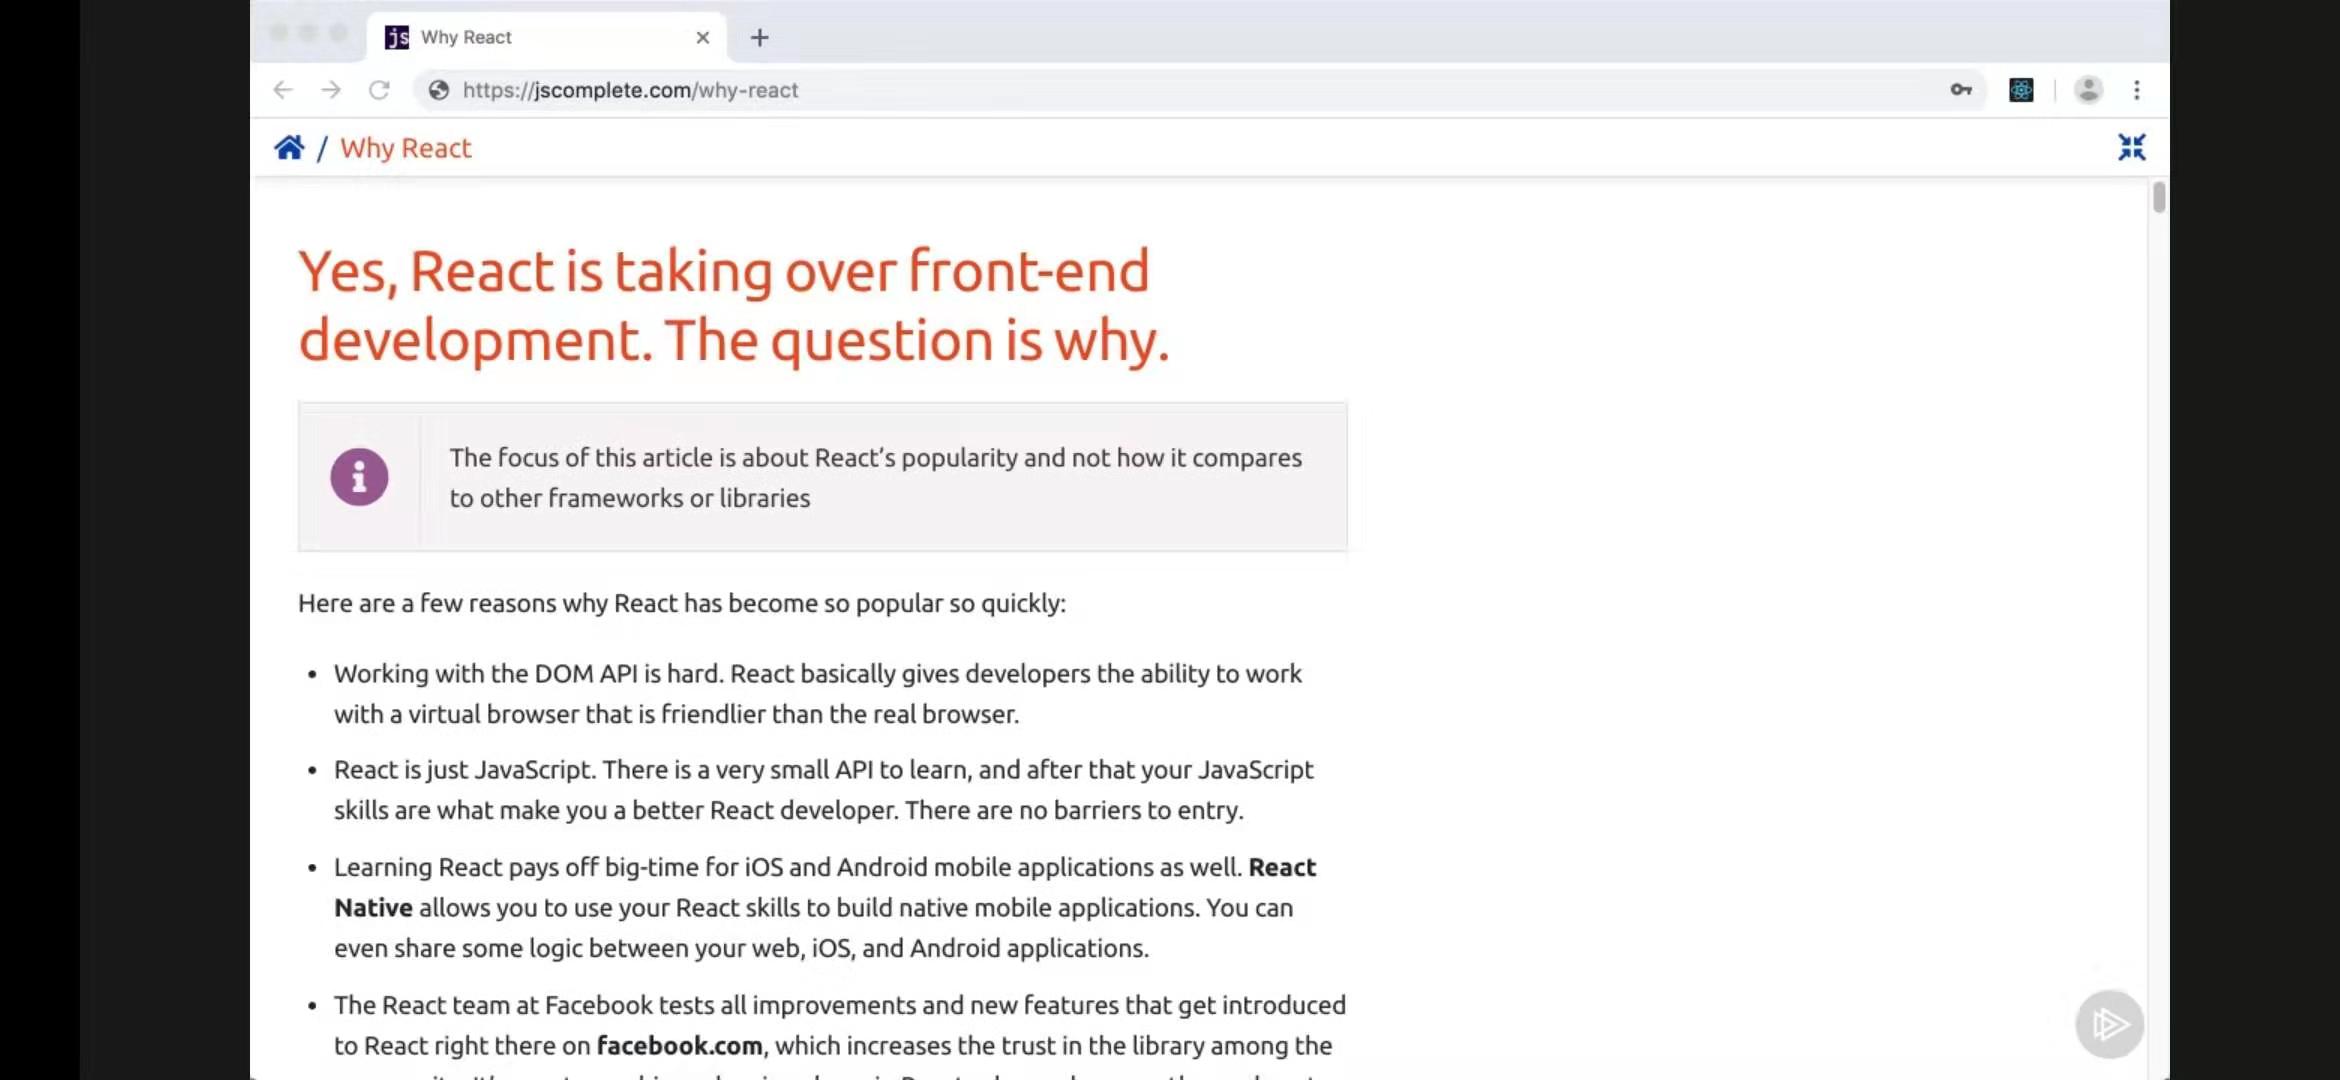 js Why React
https://jscomplete.com/why-react
/ Why React
Yes, React is taking over front-end
development. The question is why.
The focus of this article is about React’s popularity and not how it compares
to other frameworks or libraries
Here are a few reasons why React has become so popular so quickly:
• Working with the DOM API is hard. React basically gives developers the ability to work
with a virtual browser that is friendlier than the real browser.
• React is just JavaScript. There is a very small API to learn, and after that your JavaScript
skills are what make you a better React developer. There are no barriers to entry.
• Learning React pays off big-time for iOS and Android mobile applications as well. React
Native allows you to use your React skills to build native mobile applications. You can
even share some logic between your web, iOS, and Android applications.
• The React team at Facebook tests all improvements and new features that get introduced
to React right there on facebook.com, which increases the trust in the library among the